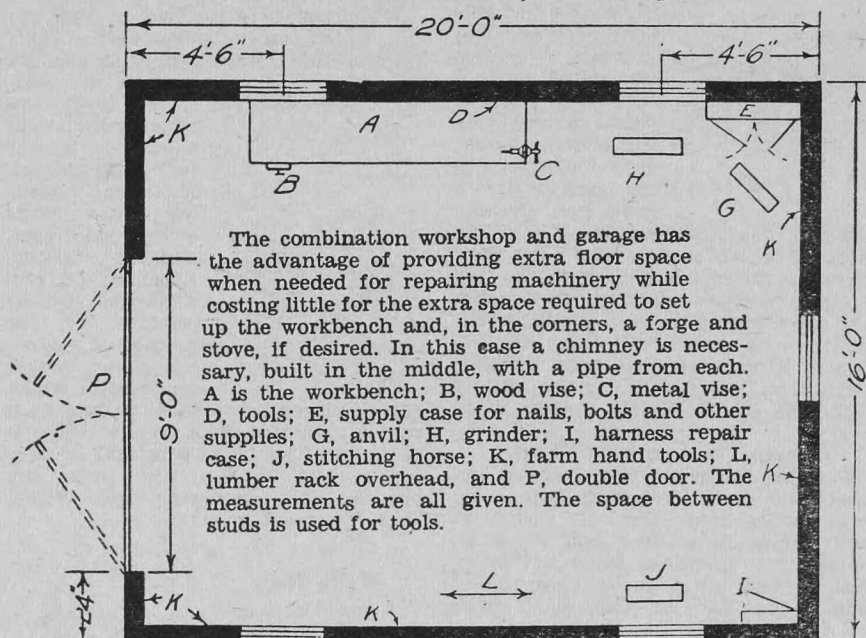 20'-0"
4'-6"
4'-6"
K
A
D
E
B
C
H
G
K
The combination workshop and garage has
the advantage of providing extra floor space
when needed for repairing machinery while
costing little for the extra space required to set
up the workbench and, in the corners, a forge and
stove, if desired. In this case a chimney is neces-
sary, built in the middle, with a pipe from each.
A is the workbench; B, wood vise; C, metal vise;
D, tools; E, supply case for nails, bolts and other
supplies; G, anvil; H, grinder; I, harness repair
case; J, stitching horse; K, farm hand tools; L,
lumber rack overhead, and P, double door. The
measurements are all given. The space between
studs is used for tools.
P
9'-0"
16'-0"
K
K
K
L
J
I